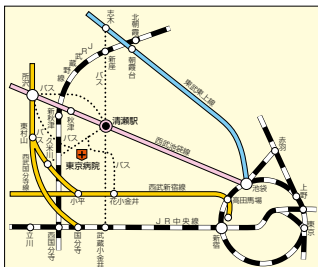 志木
北朝霞
JR武蔵野線
新座
朝霞台
バス
東武東上線
所沢
バス
新秋津
秋津
清瀬駅
西武池袋線
東村山
バス
久米川
東京病院
バス
西武国分寺線
赤羽
池袋
上野
西武新宿線
小平
花小金井
高田馬場
JR中央線
新宿
東京
立川
西国分寺
国分寺
武蔵小金井